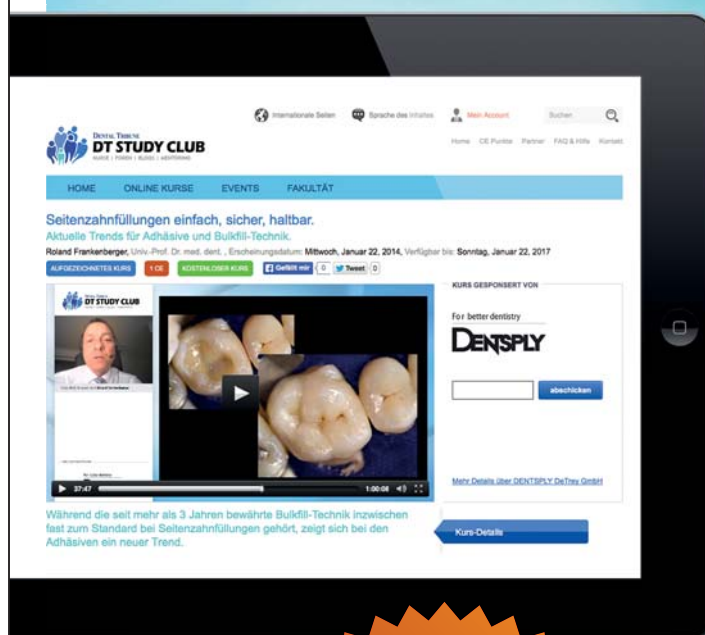 Internationale Seiten Sprache des Inhaltes Mein Account Suchen
DENTAL TRIBUNE
DT STUDY CLUB
KURSE | FOREN | BLOGS | MENTORING
Home CE Punkte Partner FAQ & Hilfe Kontakt
HOME ONLINE KURSE EVENTS FAKULTÄT
Seitenzahnfüllungen einfach, sicher, haltbar.
Aktuelle Trends für Adhäsive und Bulkfill-Technik.
Roland Frankenberger, Univ.-Prof. Dr. med. dent. , Erscheinungsdatum: Mittwoch, Januar 22, 2014, Verfügbar bis: Sonntag, Januar 22, 2017
AUFGEZEICHNETES KURS 1 CE KOSTENLOSER KURS Gefällt mir 0 Tweet 0
DENTAL TRIBUNE
DT STUDY CLUB
37:47 1:00:08
KURS GESPONSERT VON
For better dentistry
DENTSPLY
abschicken
Mehr Details über DENTSPLY DeTrey GmbH
Während die seit mehr als 3 Jahren bewährte Bulkfill-Technik inzwischen
fast zum Standard bei Seitenzahnfüllungen gehört, zeigt sich bei den
Adhäsiven ein neuer Trend.
Kurs-Details